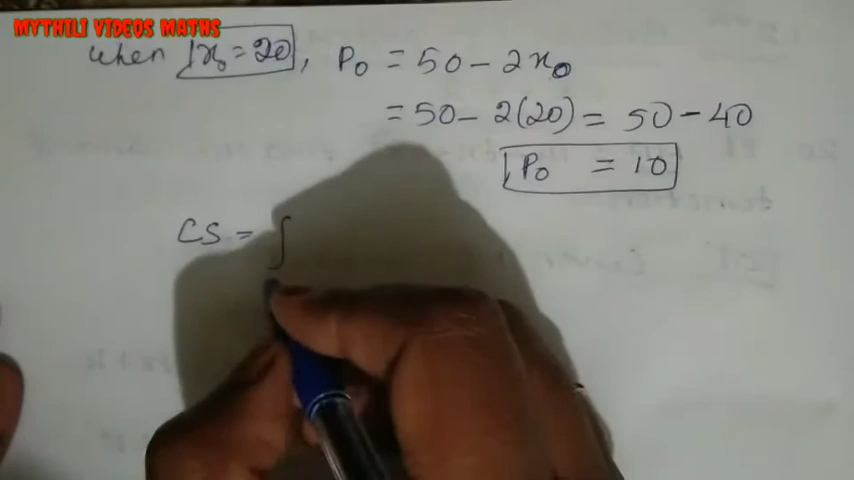 MYTHILI VIDEOS MATHS
when x₀ = 20, P₀ = 50 - 2x₀
= 50 - 2(20) = 50 - 40
P₀ = 10
CS = ∫